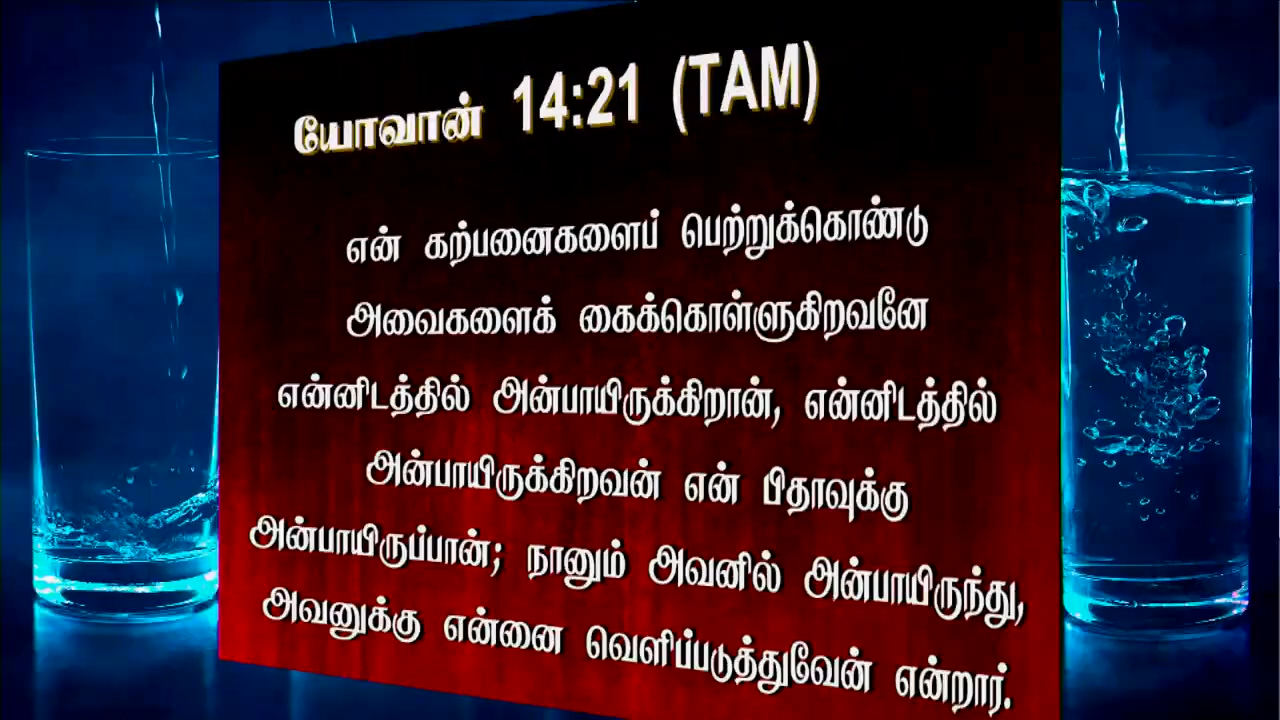 யோவான் 14:21 (TAM)
என் கற்பனைகளைப் பெற்றுக்கொண்டு
அவைகளைக் கைக்கொள்ளுகிறவனே
என்னிடத்தில் அன்பாயிருக்கிறான், என்னிடத்தில்
அன்பாயிருக்கிறவன் என் பிதாவுக்கு
அன்பாயிருப்பான்; நானும் அவனில் அன்பாயிருந்து,
அவனுக்கு என்னை வெளிப்படுத்துவேன் என்றார்.